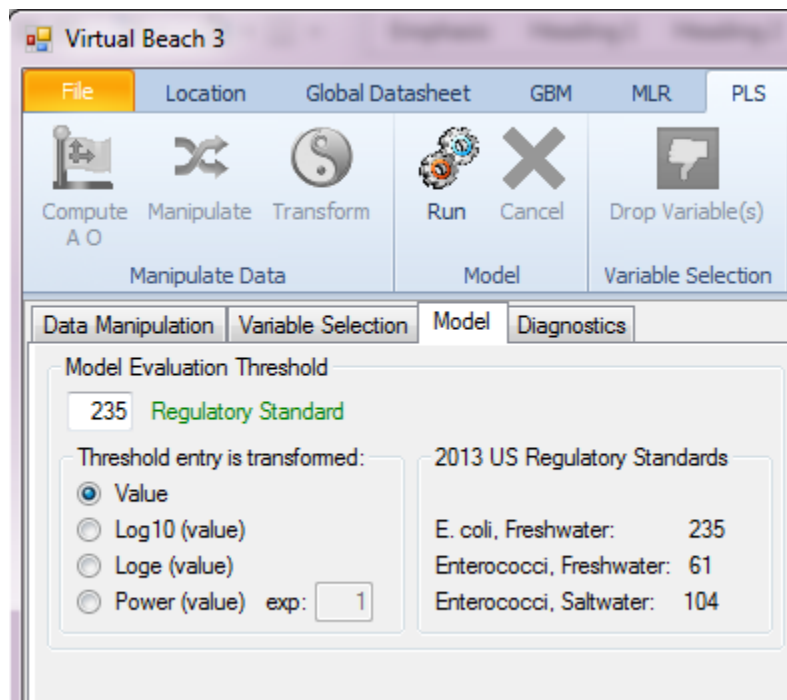 Virtual Beach 3
File Location Global Datasheet GBM MLR PLS
Compute Manipulate Transform Run Cancel Drop Variable(s)
A O
Manipulate Data Model Variable Selection
Data Manipulation Variable Selection Model Diagnostics
Model Evaluation Threshold
235 Regulatory Standard
Threshold entry is transformed: 2013 US Regulatory Standards
Value
Log10 (value) E. coli, Freshwater: 235
Loge (value) Enterococci, Freshwater: 61
Power (value) exp: 1 Enterococci, Saltwater: 104